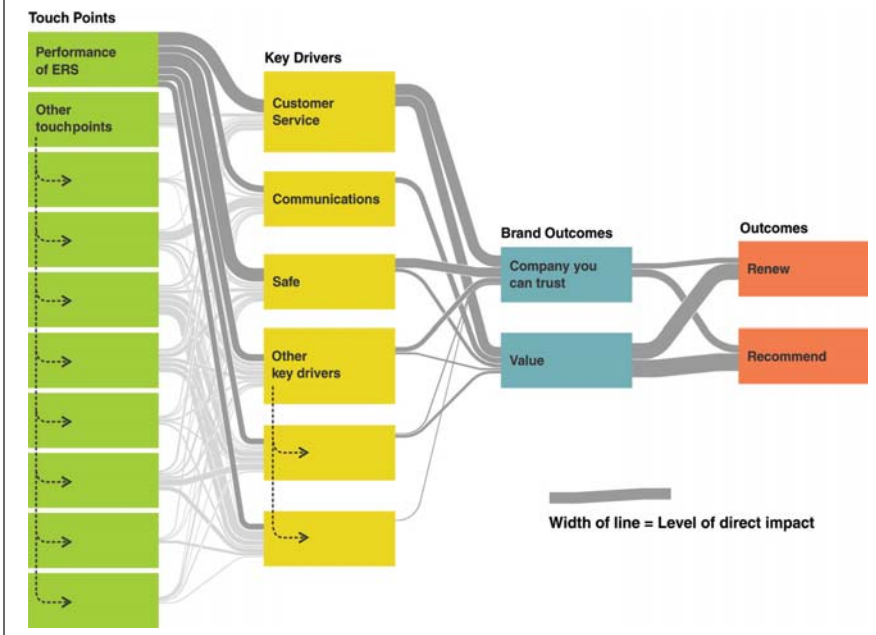 Touch Points
Performance
of ERS
Other
touchpoints
Key Drivers
Customer
Service
Communications
Safe
Other
key drivers
Brand Outcomes
Company you
can trust
Value
Outcomes
Renew
Recommend
Width of line = Level of direct impact